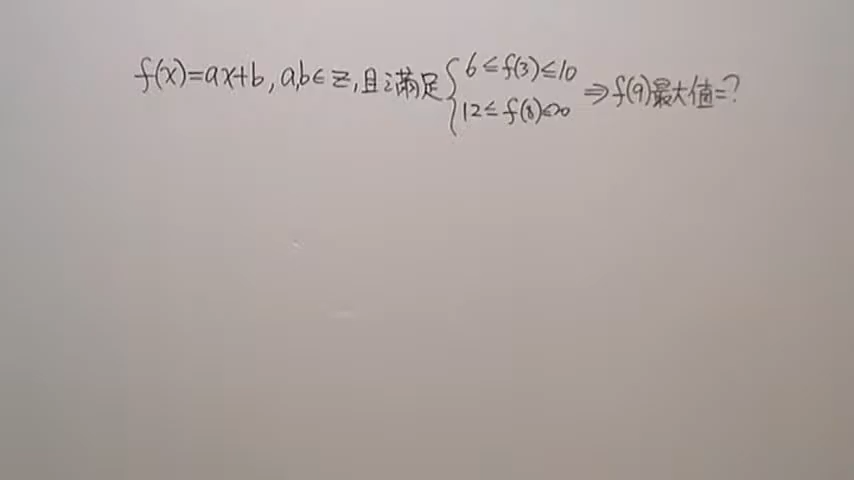 f(x)=ax+b, a,b∈Z, 且满足 { 6≤f(3)≤10
12≤f(8)≤20 ⇒ f(9)最大值=?